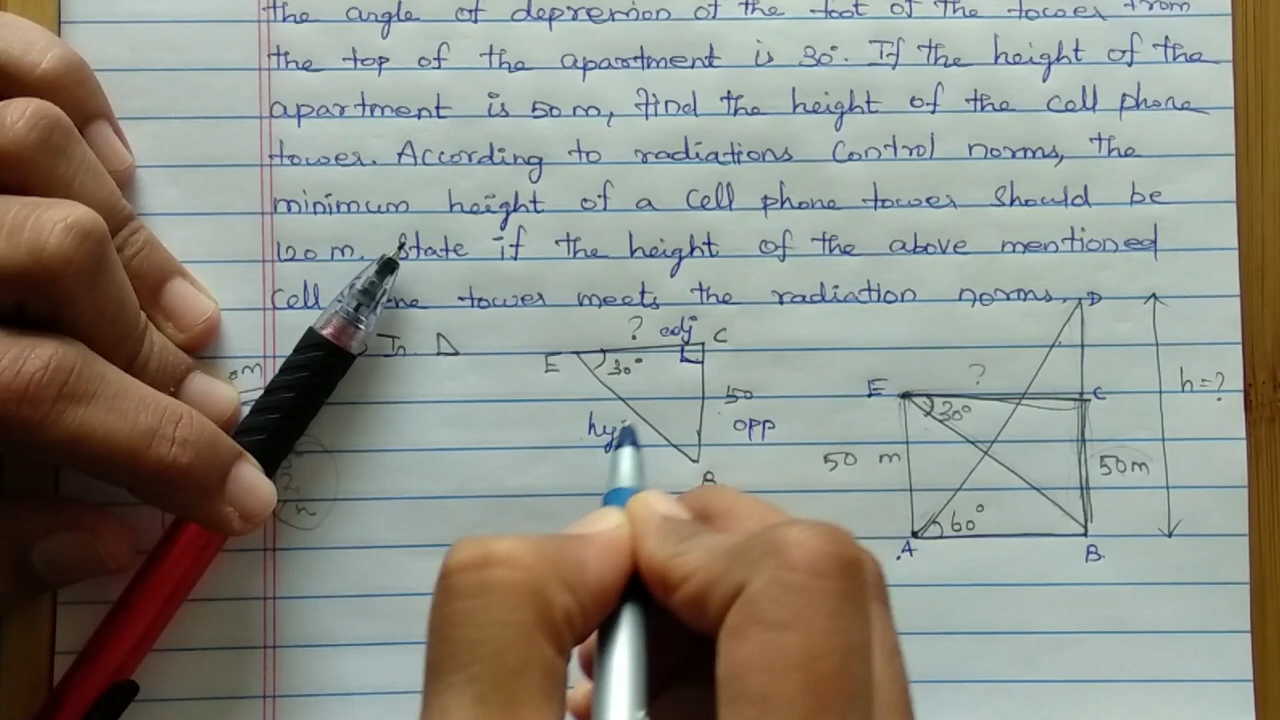 the angle of depression of the foot of the tower from
the top of the apartment is 30°. If the height of the
apartment is 50 m, find the height of the cell phone
tower. According to radiations control norms, the
minimum height of a cell phone tower should be
120 m. State if the height of the above mentioned
cell tower meets the radiation norms.
D
In Δ
? adj C
E 30°
50
opp
hy
B
E ? C
30°
h=?
50 m
50m
60°
A B